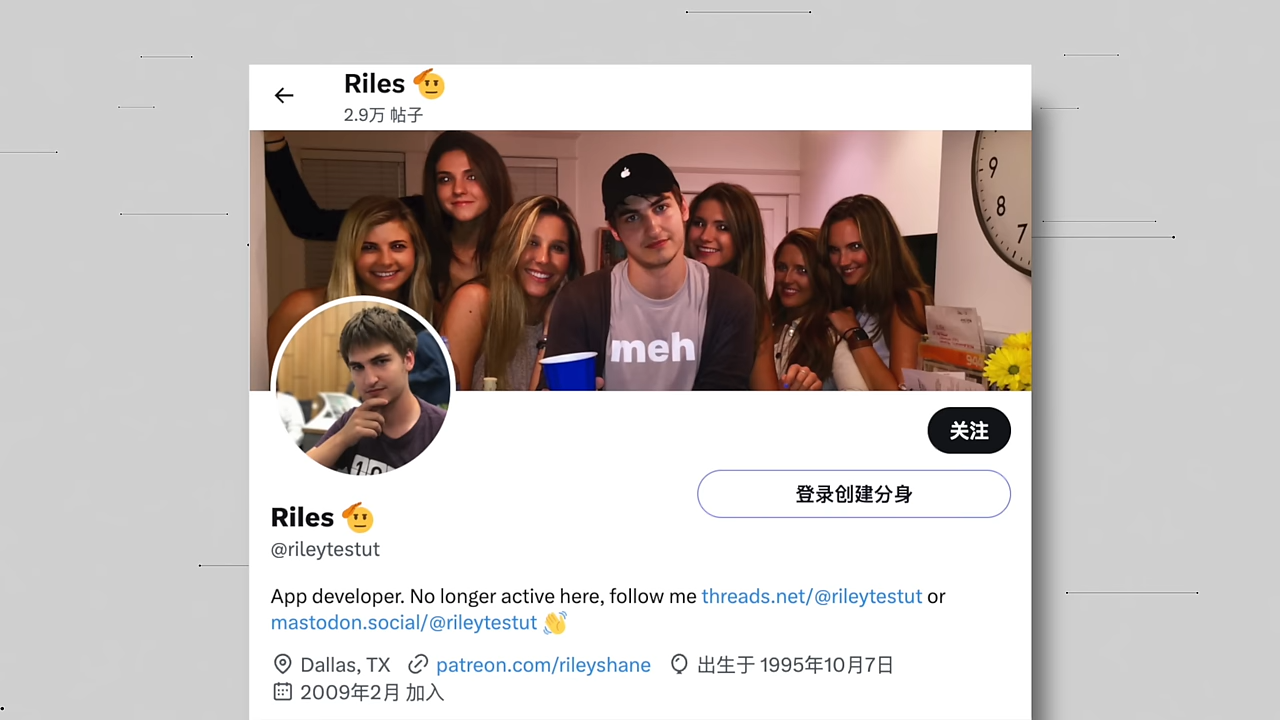 Riles
2.9万 帖子
9
8
7
meh
关注
登录创建分身
Riles
@rileytestut
App developer. No longer active here, follow me threads.net/@rileytestut or
mastodon.social/@rileytestut
Dallas, TX patreon.com/rileyshane 出生于 1995年10月7日
2009年2月 加入